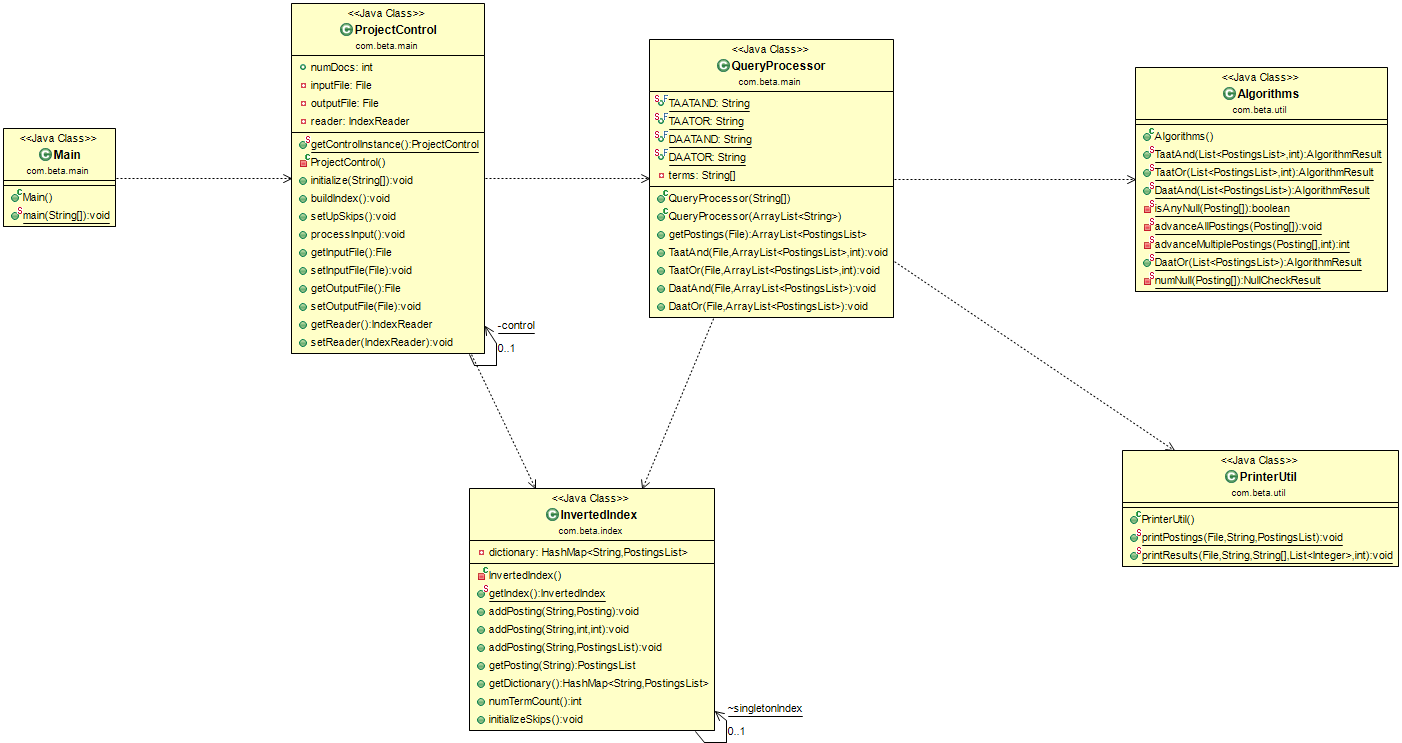 <<Java Class>>
Main
com.beta.main
Main()
main(String[]):void
<<Java Class>>
ProjectControl
com.beta.main
numDocs: int
inputFile: File
outputFile: File
reader: IndexReader
getControlInstance():ProjectControl
ProjectControl()
initialize(String[]):void
buildIndex():void
setUpSkips():void
processInput():void
getInputFile():File
setInputFile(File):void
getOutputFile():File
setOutputFile(File):void
getReader():IndexReader
setReader(IndexReader):void
-control
0..1
<<Java Class>>
QueryProcessor
com.beta.main
TAATAND: String
TAATOR: String
DAATAND: String
DAATOR: String
terms: String[]
QueryProcessor(String[])
QueryProcessor(ArrayList<String>)
getPostings(File):ArrayList<PostingsList>
TaatAnd(File,ArrayList<PostingsList>,int):void
TaatOr(File,ArrayList<PostingsList>,int):void
DaatAnd(File,ArrayList<PostingsList>):void
DaatOr(File,ArrayList<PostingsList>):void
<<Java Class>>
Algorithms
com.beta.util
Algorithms()
TaatAnd(List<PostingsList>,int):AlgorithmResult
TaatOr(List<PostingsList>,int):AlgorithmResult
DaatAnd(List<PostingsList>):AlgorithmResult
isAnyNull(Posting[]):boolean
advanceAllPostings(Posting[]):void
advanceMultiplePostings(Posting[],int):int
DaatOr(List<PostingsList>):AlgorithmResult
numNull(Posting[]):NullCheckResult
<<Java Class>>
InvertedIndex
com.beta.index
dictionary: HashMap<String,PostingsList>
InvertedIndex()
getIndex():InvertedIndex
addPosting(String,Posting):void
addPosting(String,int,int):void
addPosting(String,PostingsList):void
getPosting(String):PostingsList
getDictionary():HashMap<String,PostingsList>
numTermCount():int
initializeSkips():void
~singletonIndex
0..1
<<Java Class>>
PrinterUtil
com.beta.util
PrinterUtil()
printPostings(File,String,PostingsList):void
printResults(File,String,String[],List<Integer>,int):void